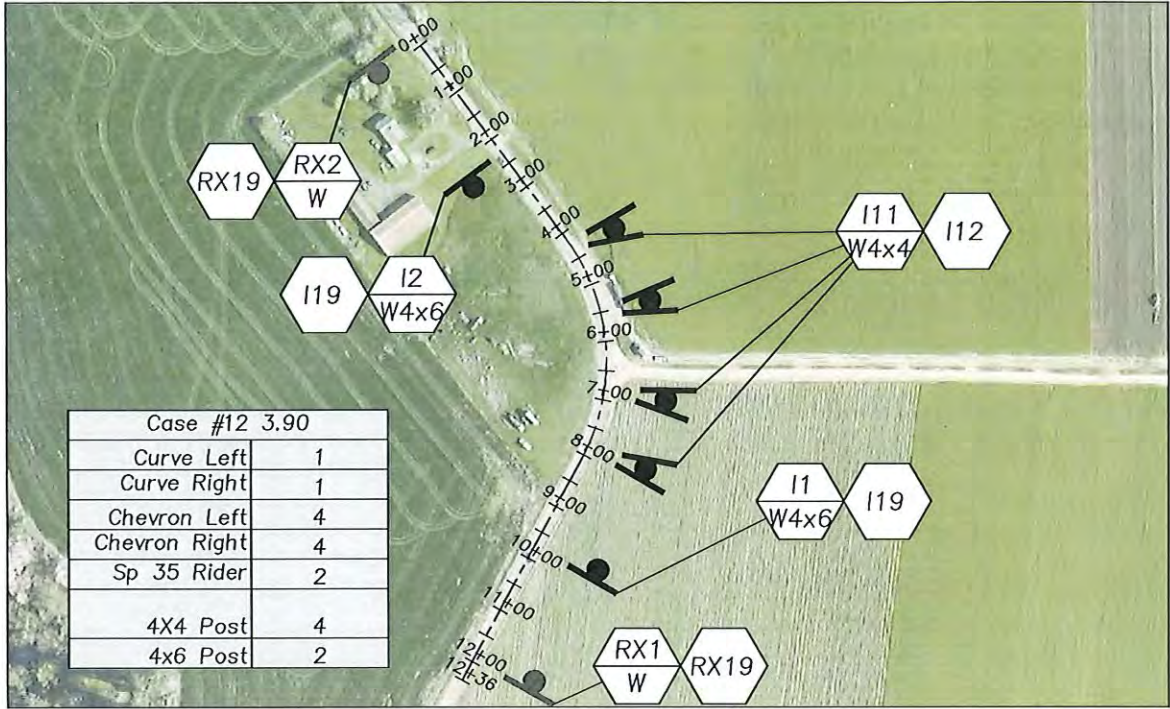 0+00
1+00
2+00
3+00
4+00
5+00
6+00
7+00
8+00
9+00
10+00
11+00
12+00
12+36
RX19
RX2
W
I19
I2
W4x6
I11
W4x4
I12
I1
W4x6
I19
RX1
W
RX19
Case #12 3.90
Curve Left 1
Curve Right 1
Chevron Left 4
Chevron Right 4
Sp 35 Rider 2
4X4 Post 4
4x6 Post 2